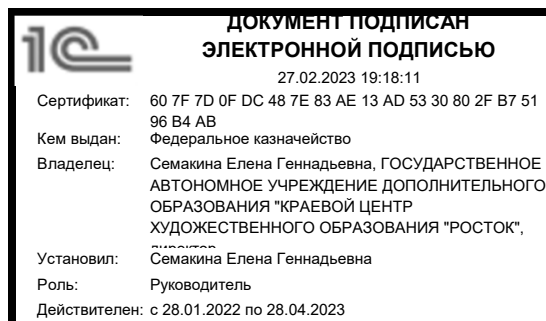 1С
ДОКУМЕНТ ПОДПИСАН
ЭЛЕКТРОННОЙ ПОДПИСЬЮ
27.02.2023 19:18:11
Сертификат: 60 7F 7D 0F DC 48 7E 83 AE 13 AD 53 30 80 2F B7 51
96 B4 AB
Кем выдан: Федеральное казначейство
Владелец: Семакина Елена Геннадьевна, ГОСУДАРСТВЕННОЕ
АВТОНОМНОЕ УЧРЕЖДЕНИЕ ДОПОЛНИТЕЛЬНОГО
ОБРАЗОВАНИЯ "КРАЕВОЙ ЦЕНТР
ХУДОЖЕСТВЕННОГО ОБРАЗОВАНИЯ "РОСТОК",
Установил: Семакина Елена Геннадьевна
Роль: Руководитель
Действителен: с 28.01.2022 по 28.04.2023